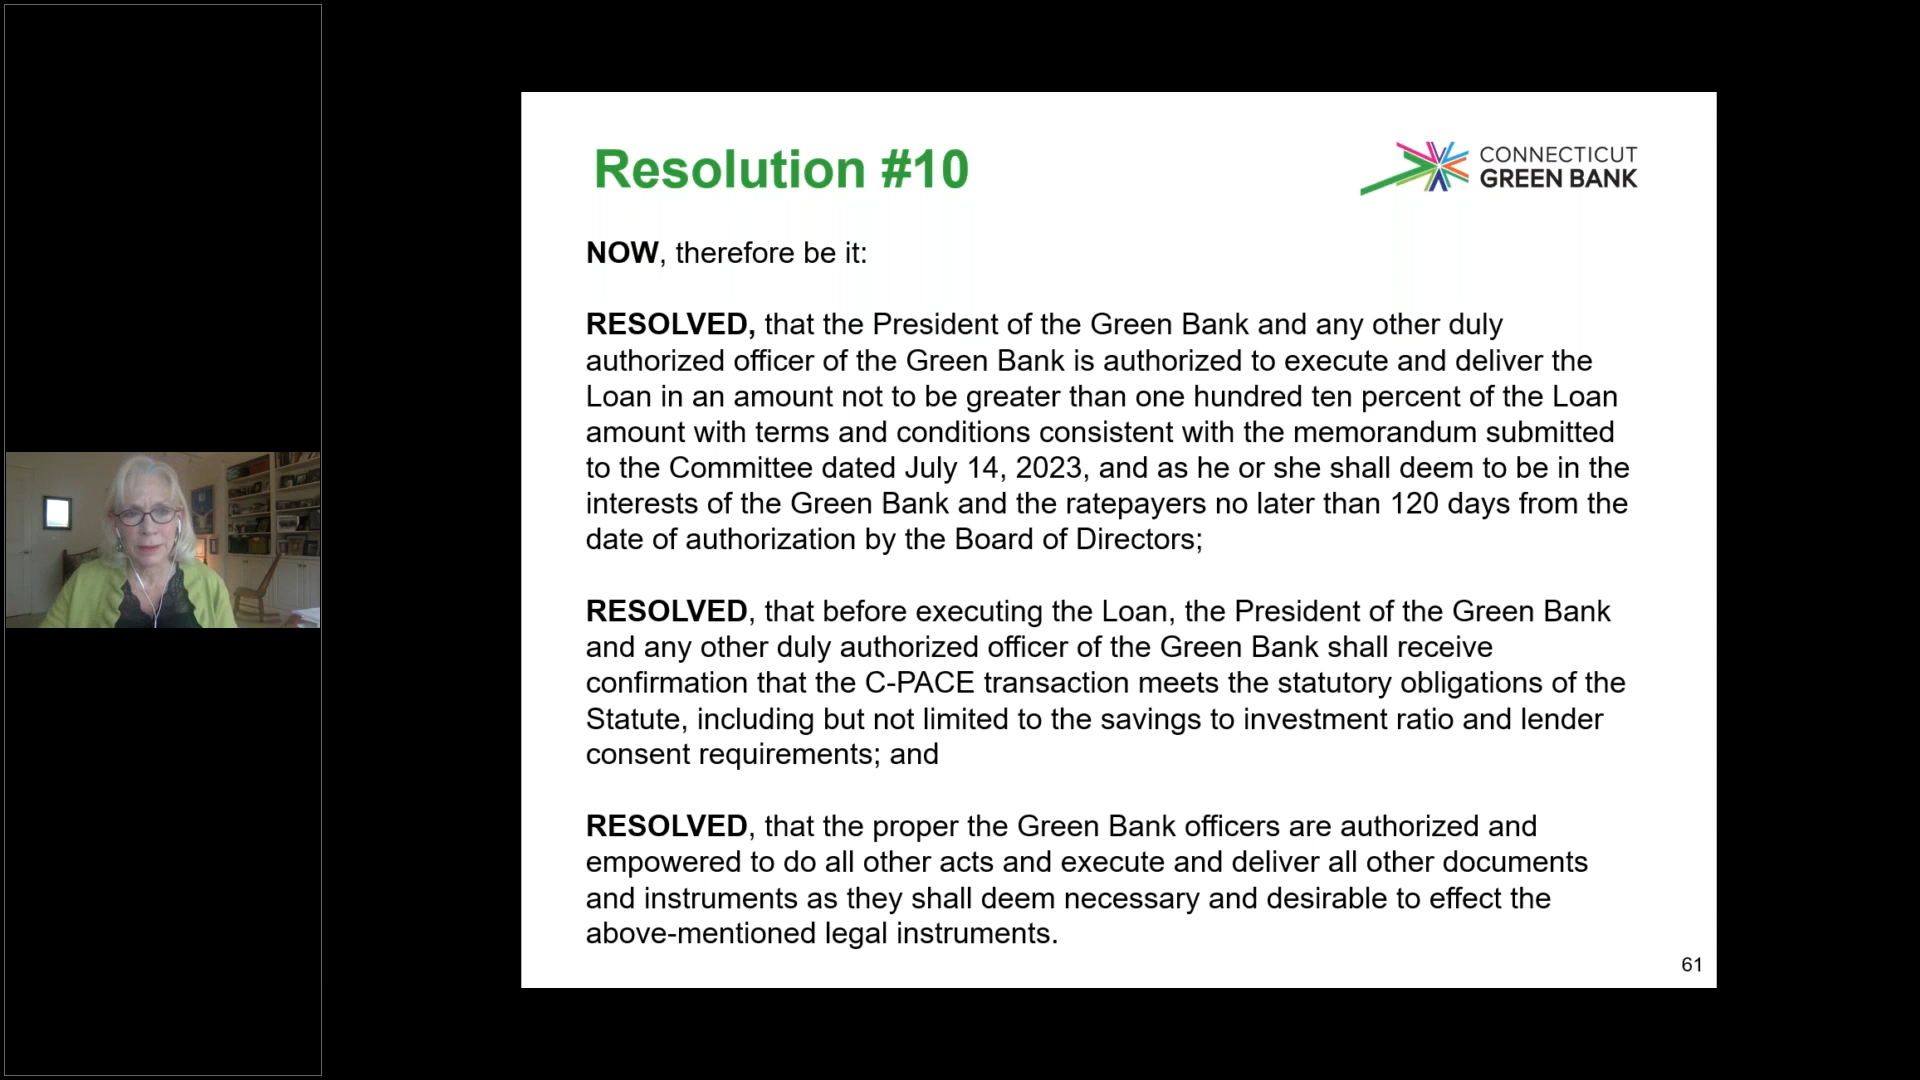 Resolution #10
CONNECTICUT
GREEN BANK
NOW, therefore be it:
RESOLVED, that the President of the Green Bank and any other duly
authorized officer of the Green Bank is authorized to execute and deliver the
Loan in an amount not to be greater than one hundred ten percent of the Loan
amount with terms and conditions consistent with the memorandum submitted
to the Committee dated July 14, 2023, and as he or she shall deem to be in the
interests of the Green Bank and the ratepayers no later than 120 days from the
date of authorization by the Board of Directors;
RESOLVED, that before executing the Loan, the President of the Green Bank
and any other duly authorized officer of the Green Bank shall receive
confirmation that the C-PACE transaction meets the statutory obligations of the
Statute, including but not limited to the savings to investment ratio and lender
consent requirements; and
RESOLVED, that the proper the Green Bank officers are authorized and
empowered to do all other acts and execute and deliver all other documents
and instruments as they shall deem necessary and desirable to effect the
above-mentioned legal instruments.
61